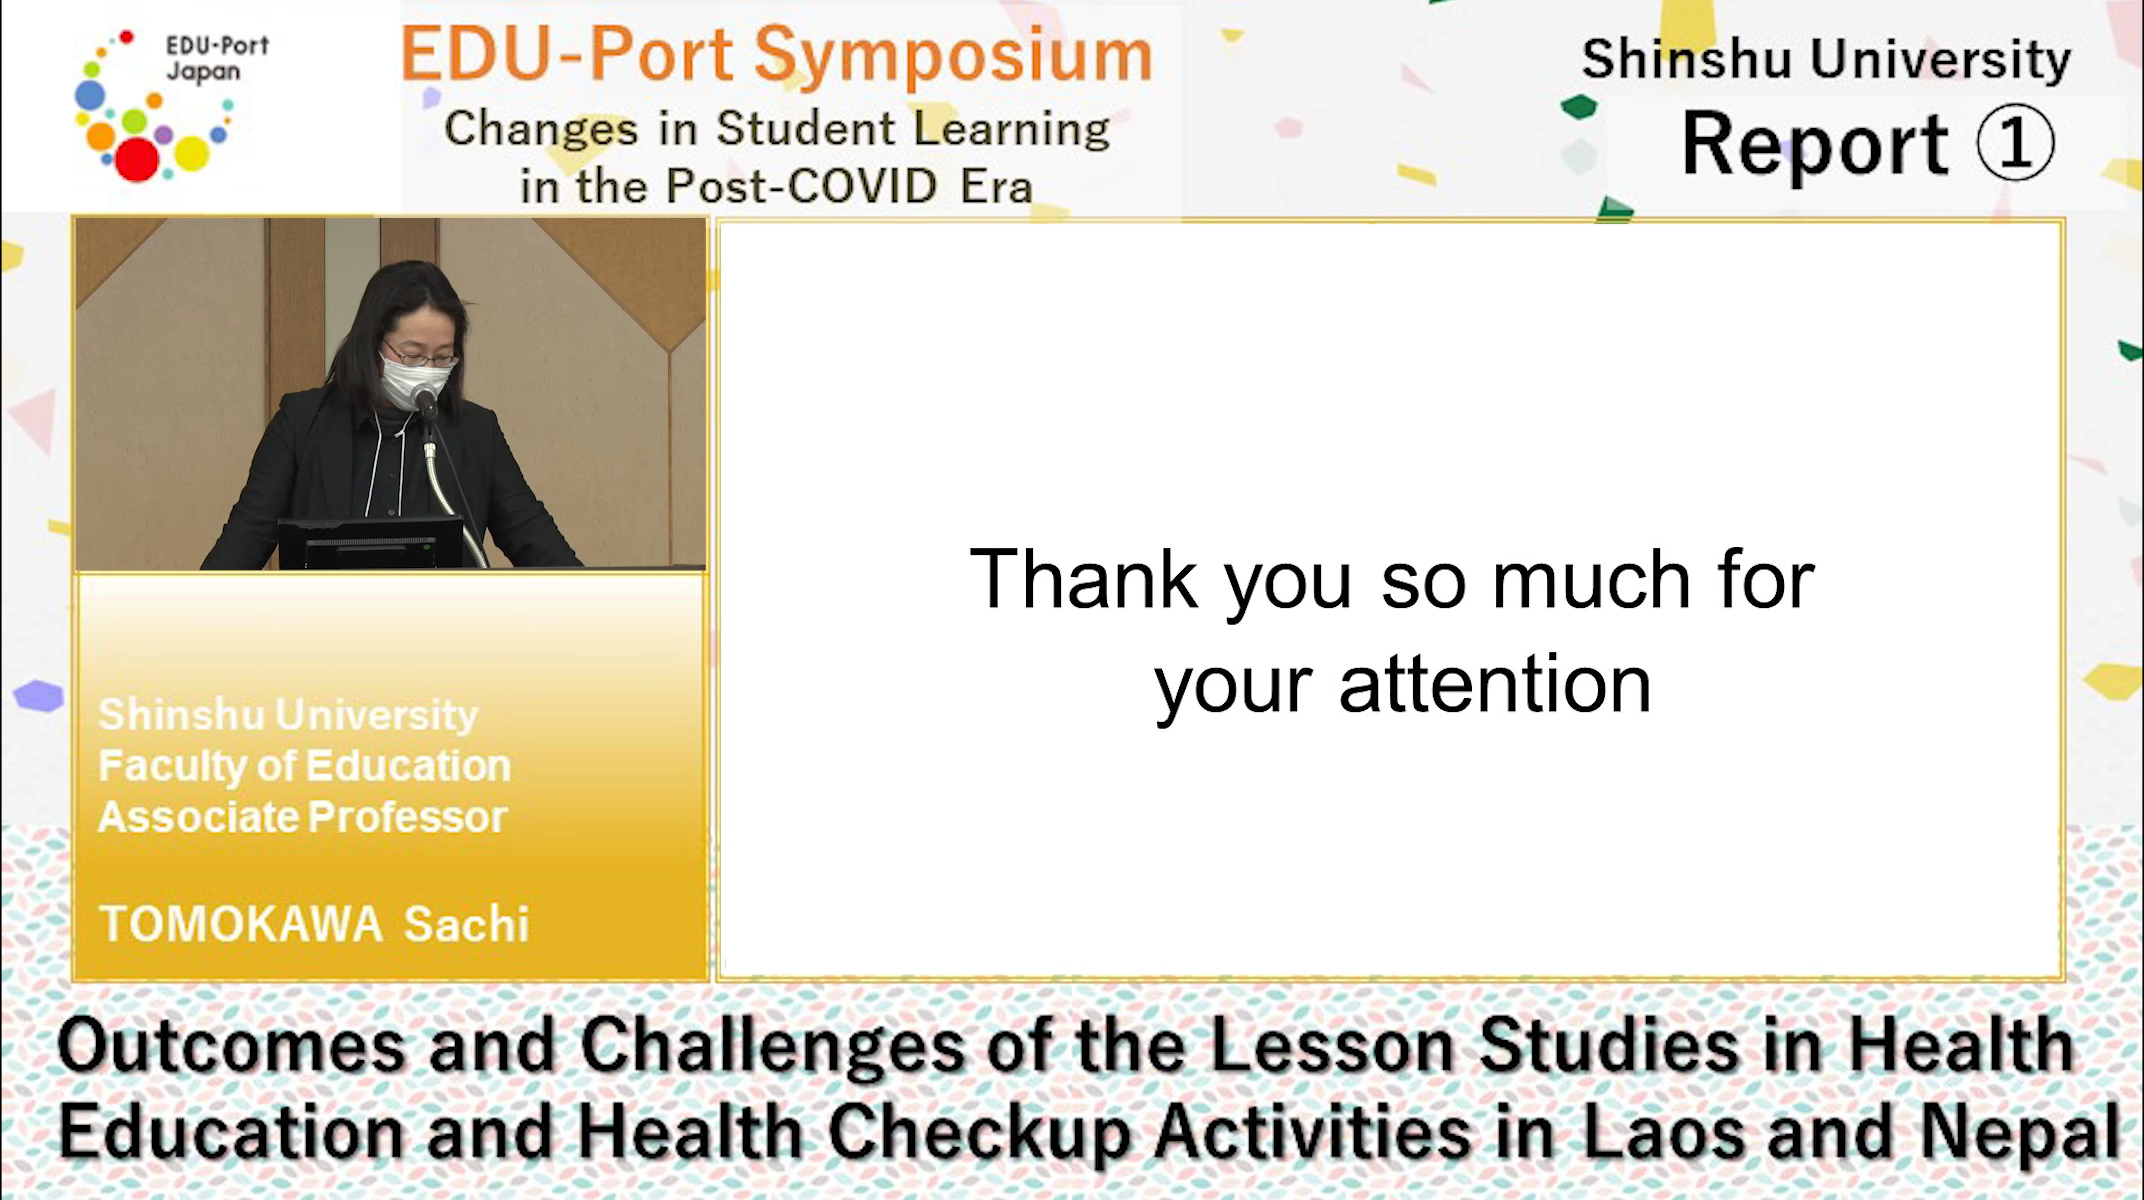 EDU-Port
Japan
EDU-Port Symposium
Changes in Student Learning
in the Post-COVID Era
Shinshu University
Report ①
Thank you so much for
your attention
Shinshu University
Faculty of Education
Associate Professor
TOMOKAWA Sachi
Outcomes and Challenges of the Lesson Studies in Health
Education and Health Checkup Activities in Laos and Nepal